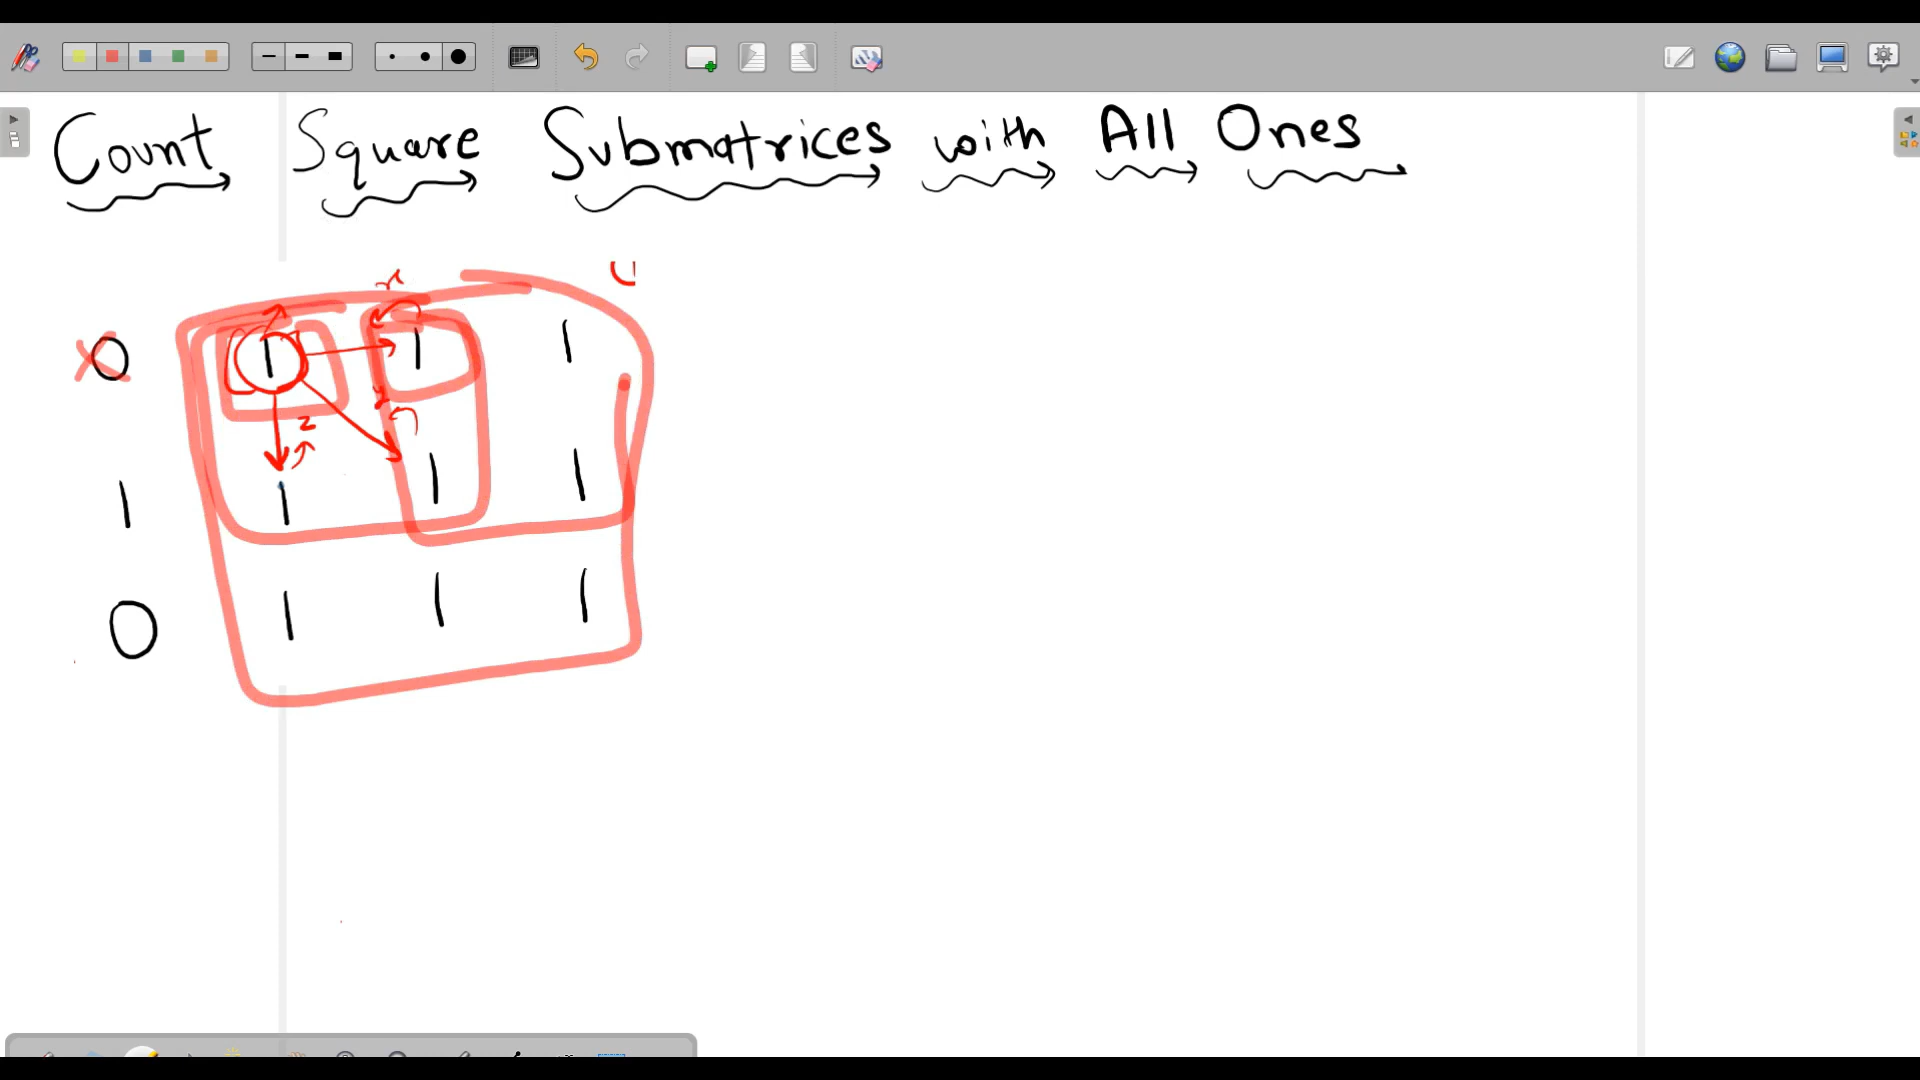 Count Square Submatrices with All Ones
x
0 1 1 1
y
z
1 1 1 1
0 1 1 1